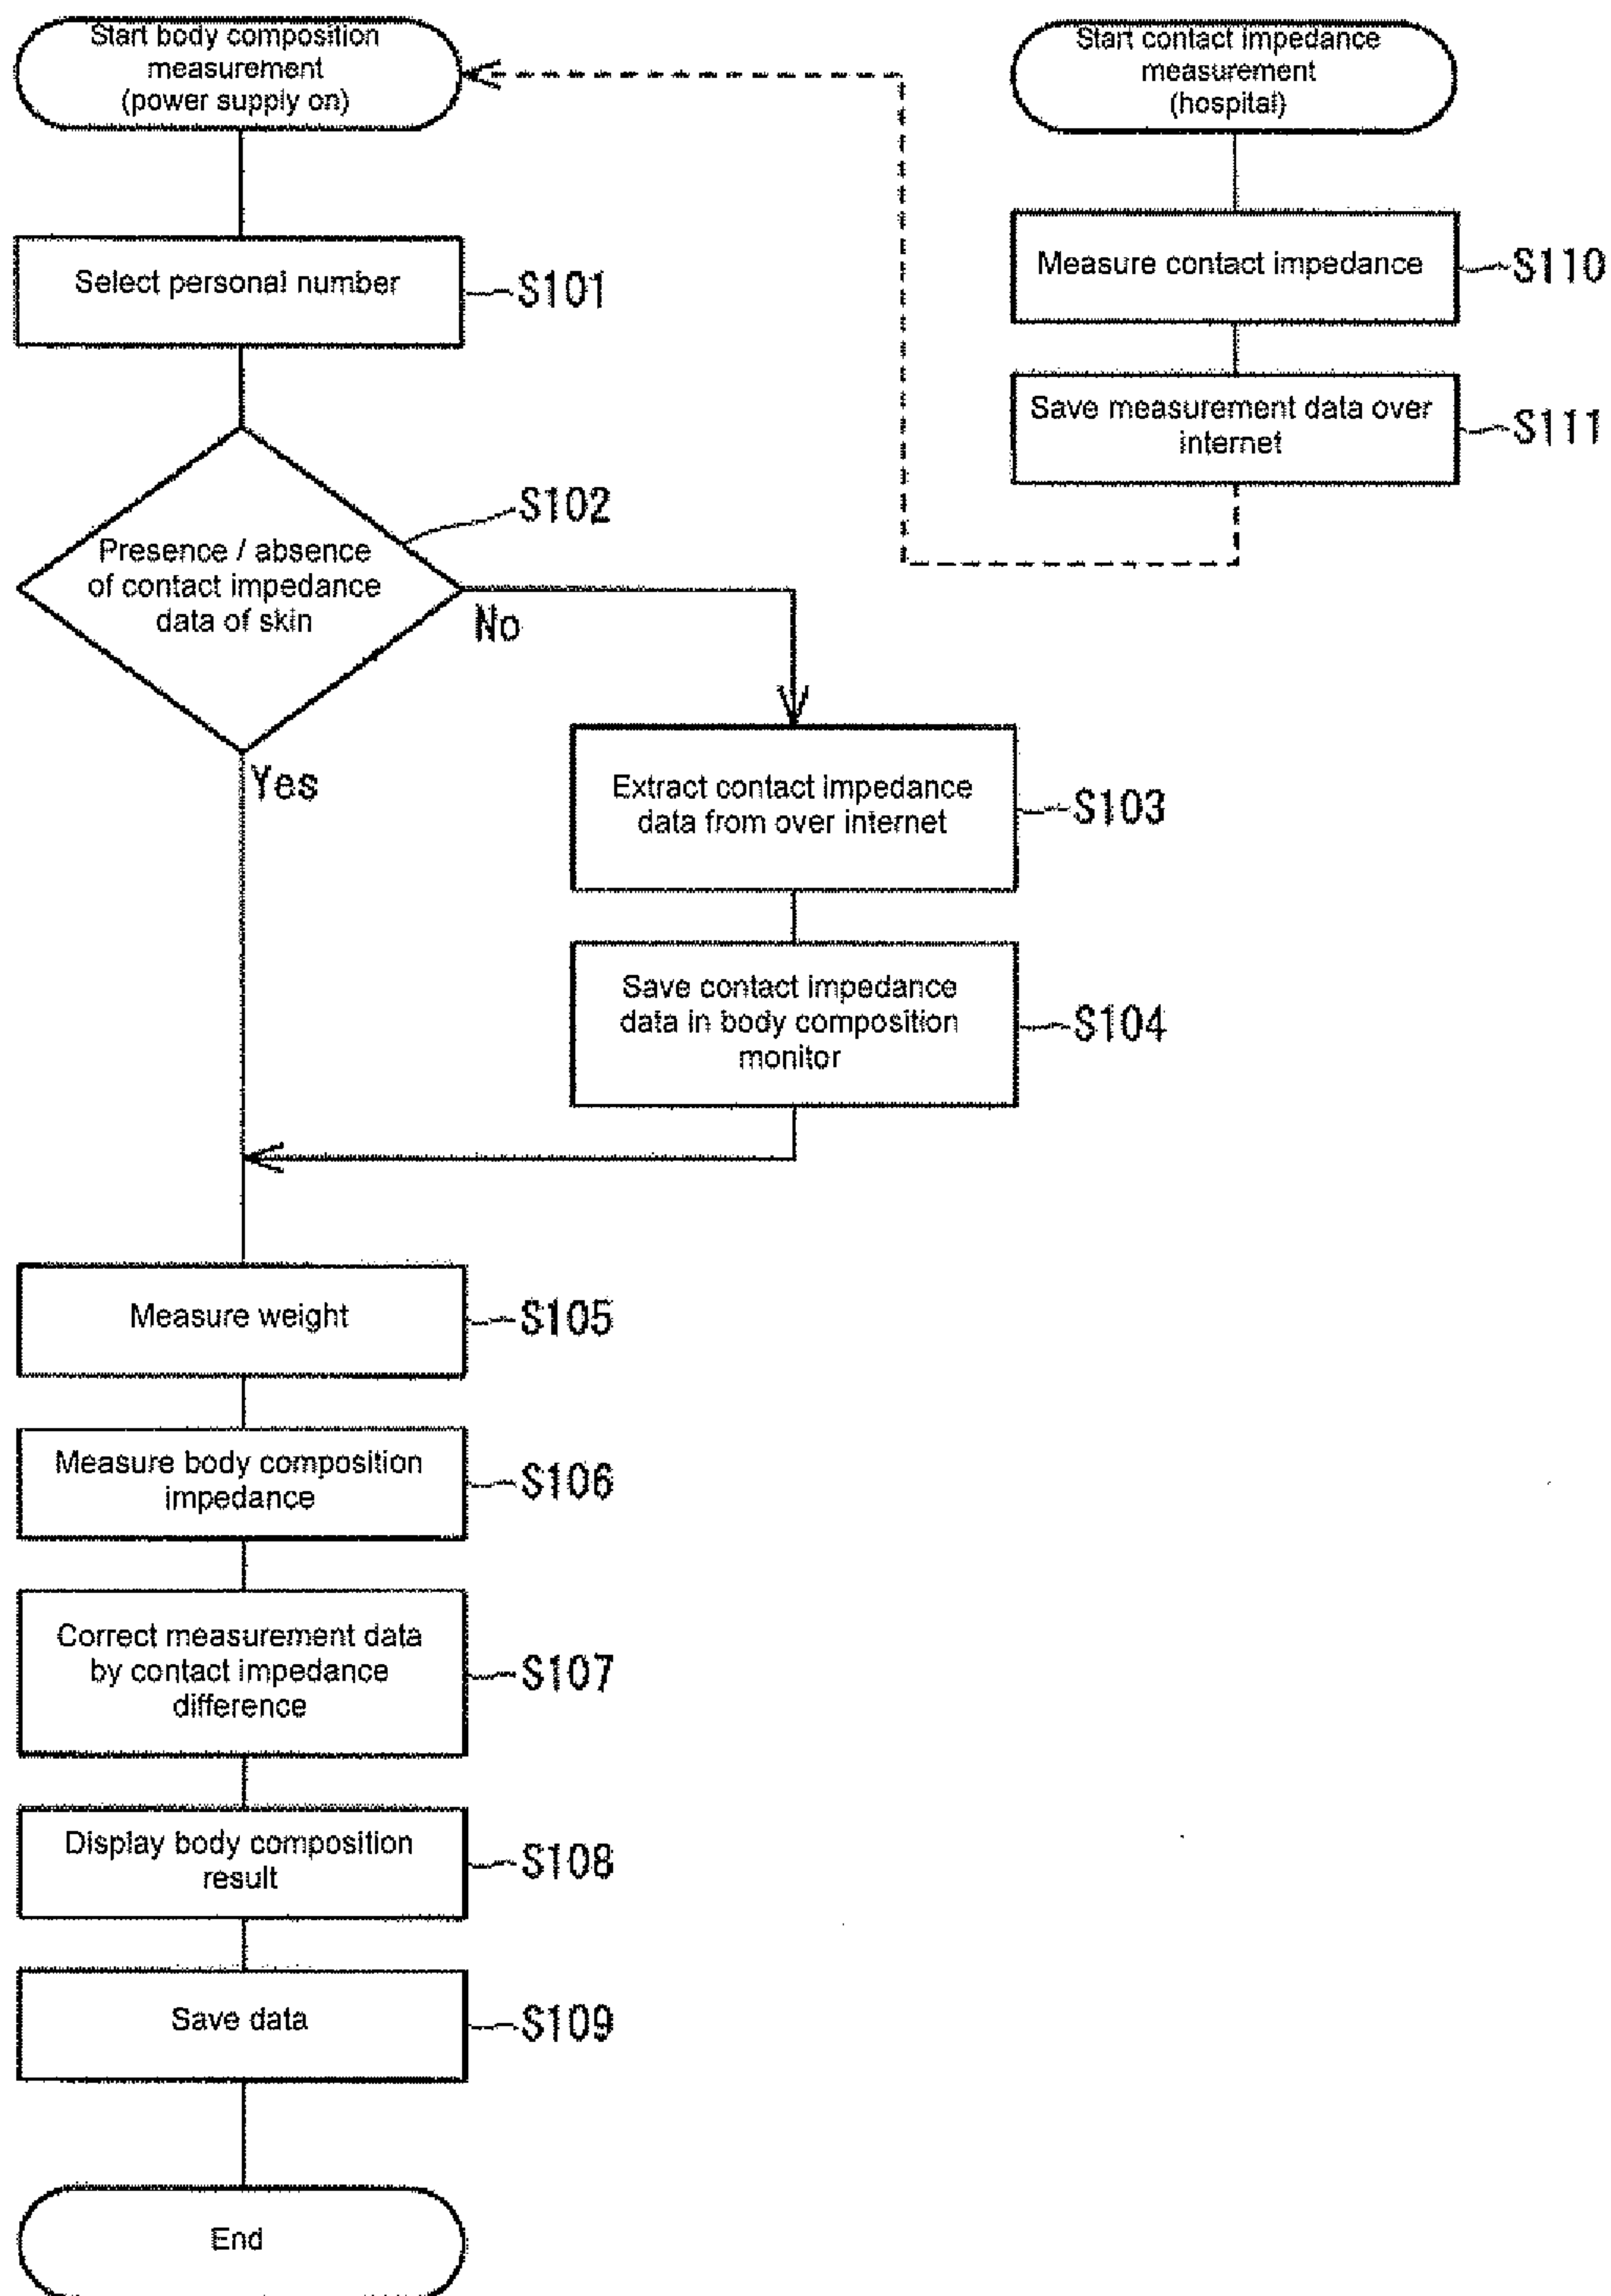 Start body composition
measurement
(power supply on)
Select personal number
S101
S102
Presence / absence
of contact impedance
data of skin
No
Yes
Extract contact impedance
data from over internet
S103
Save contact impedance
data in body composition
monitor
S104
Measure weight
S105
Measure body composition
impedance
S106
Correct measurement data
by contact impedance
difference
S107
Display body composition
result
S108
Save data
S109
End
Start contact impedance
measurement
(hospital)
Measure contact impedance
S110
Save measurement data over
internet
S111